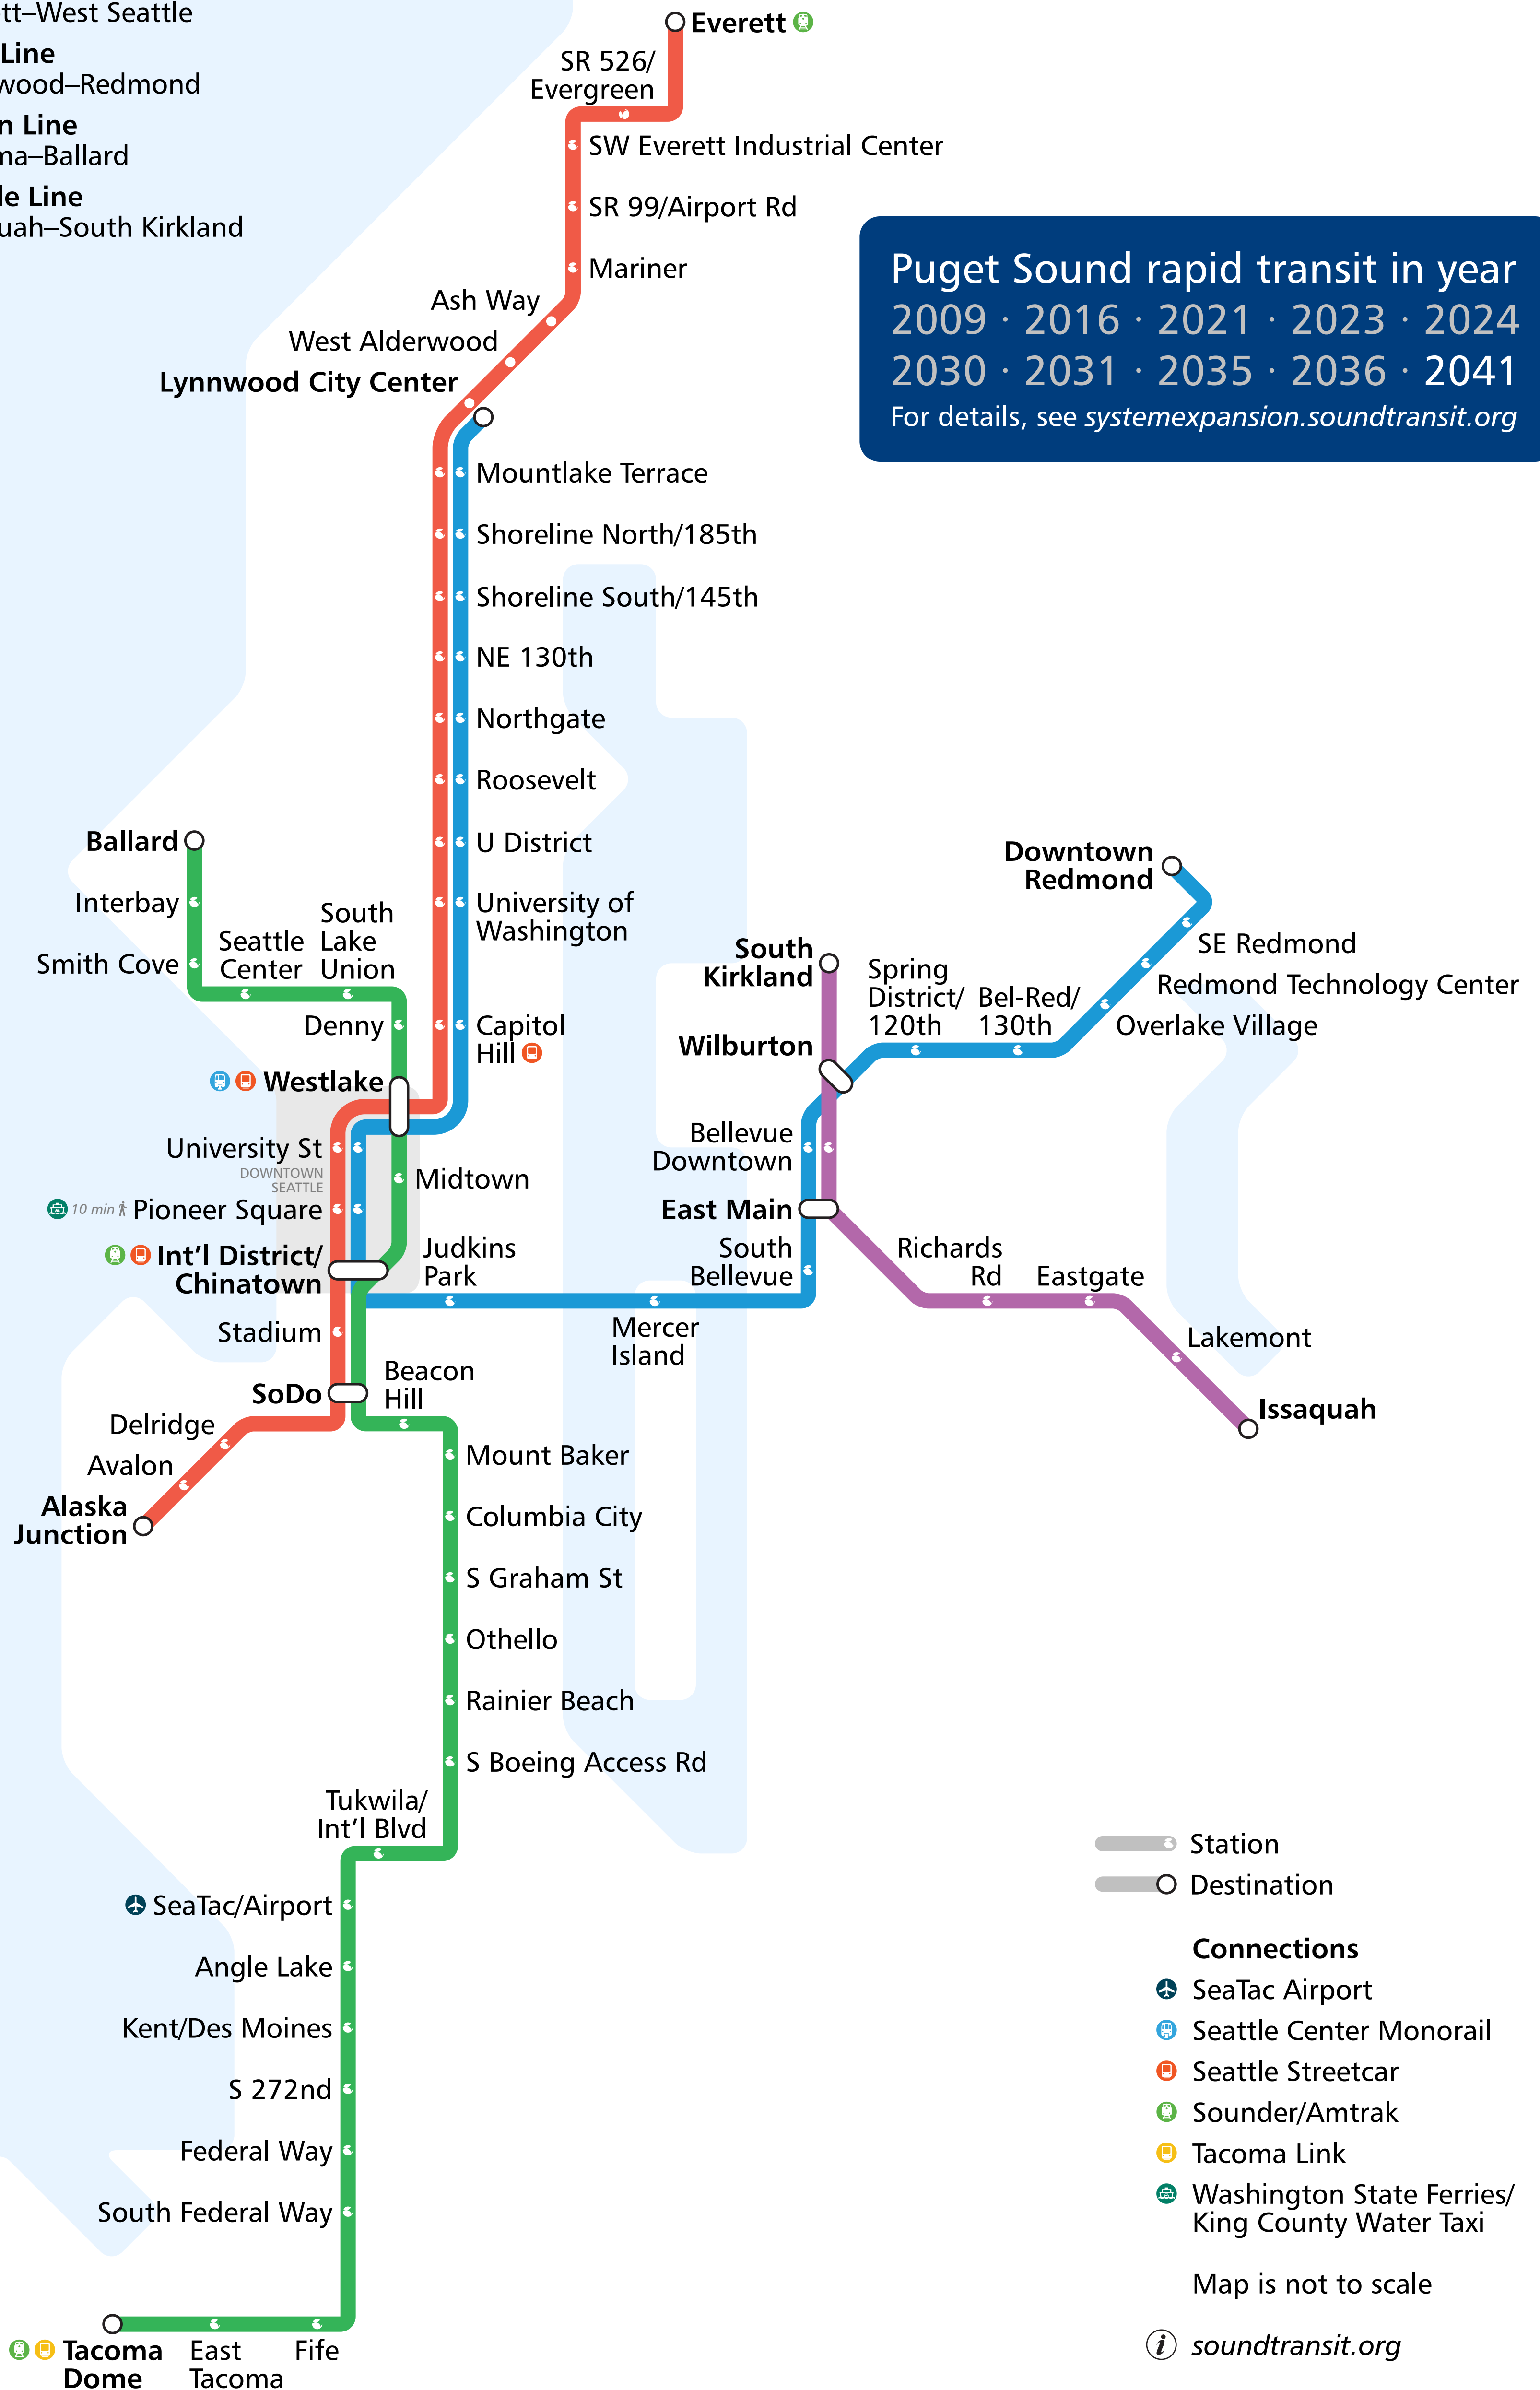 tt–West Seattle
Line
wood–Redmond
n Line
ma–Ballard
le Line
uah–South Kirkland
Everett
SR 526/
Evergreen
SW Everett Industrial Center
SR 99/Airport Rd
Mariner
Ash Way
West Alderwood
Lynnwood City Center
Puget Sound rapid transit in year
2009 · 2016 · 2021 · 2023 · 2024
2030 · 2031 · 2035 · 2036 · 2041
For details, see systemexpansion.soundtransit.org
Mountlake Terrace
Shoreline North/185th
Shoreline South/145th
NE 130th
Northgate
Roosevelt
U District
University of
Washington
Capitol
Hill
Ballard
Interbay
Smith Cove
Seattle
Center
South
Lake
Union
Denny
Westlake
University St
DOWNTOWN
SEATTLE
Midtown
10 min
Pioneer Square
Int'l District/
Chinatown
Judkins
Park
Mercer
Island
South
Bellevue
East Main
Bellevue
Downtown
Wilburton
South
Kirkland
Spring
District/
120th
Bel-Red/
130th
Downtown
Redmond
SE Redmond
Redmond Technology Center
Overlake Village
Richards
Rd
Eastgate
Lakemont
Issaquah
Stadium
SoDo
Delridge
Avalon
Alaska
Junction
Beacon
Hill
Mount Baker
Columbia City
S Graham St
Othello
Rainier Beach
S Boeing Access Rd
Tukwila/
Int'l Blvd
SeaTac/Airport
Angle Lake
Kent/Des Moines
S 272nd
Federal Way
South Federal Way
Tacoma
Dome
East
Tacoma
Fife
Station
Destination
Connections
SeaTac Airport
Seattle Center Monorail
Seattle Streetcar
Sounder/Amtrak
Tacoma Link
Washington State Ferries/
King County Water Taxi
Map is not to scale
i soundtransit.org